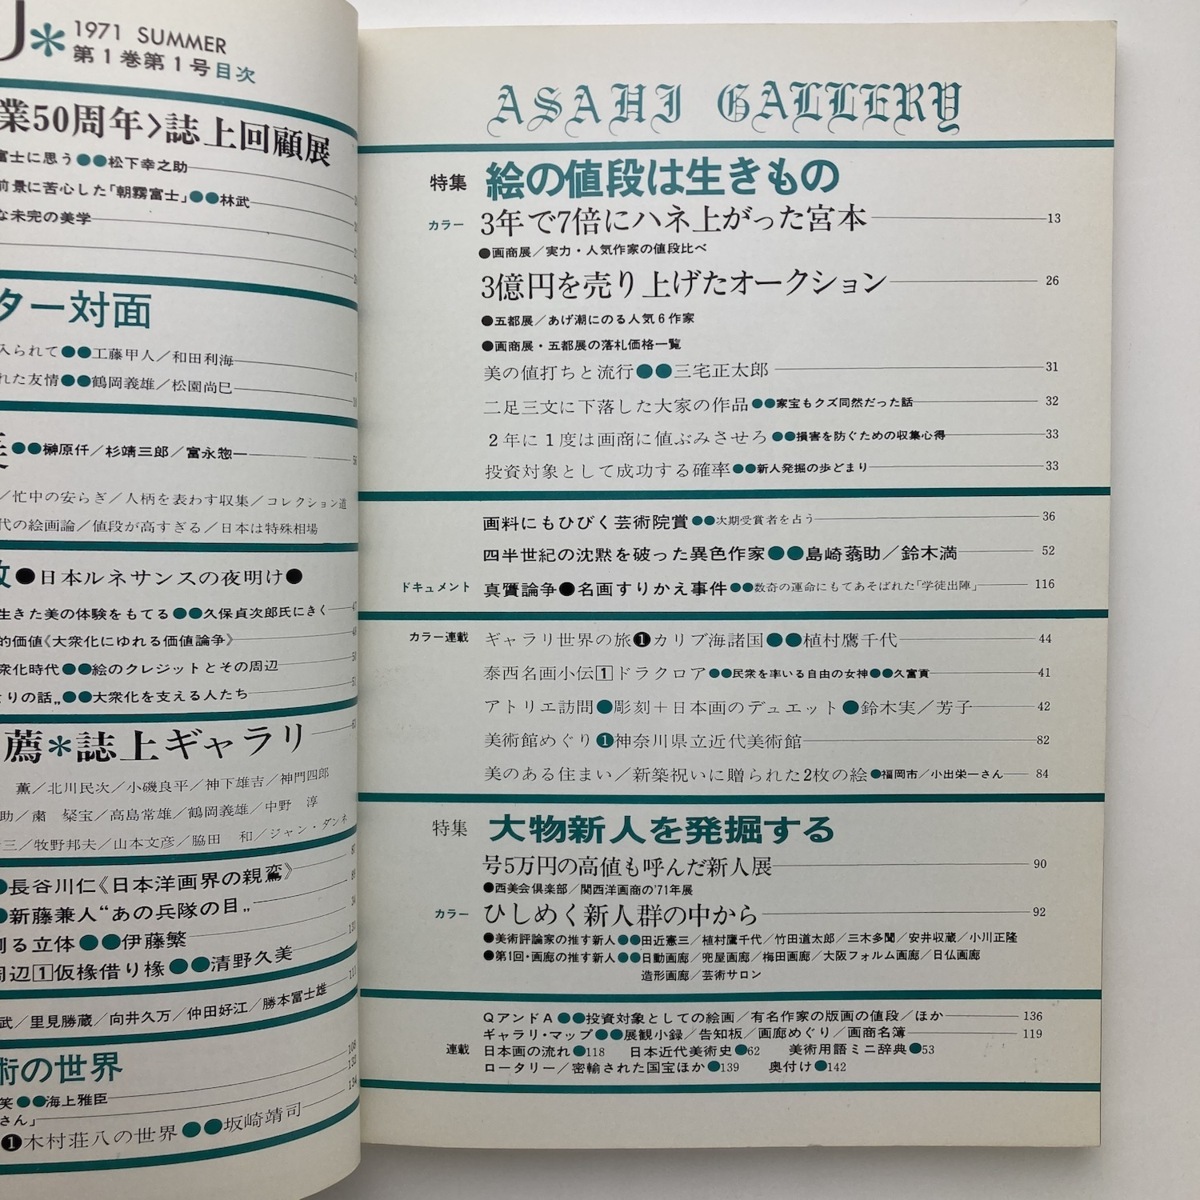 1971 SUMMER
第1巻第1号目次
業50周年〉誌上回顧展
富士に思う●●松下幸之助
前景に苦心した「朝霧富士」●●林武
な未完の美学
ター対面
入られて●●工藤甲人／和田利海
れた友情●●鶴岡義雄／松園尚巳
●●榊原仟／杉靖三郎／富永惣一
／忙中の安らぎ／人柄を表わす収集／コレクション道
代の絵画論／値段が高すぎる／日本は特殊相場
●日本ルネサンスの夜明け●
生きた美の体験をもてる●●久保貞次郎氏にきく
的価値《大衆化にゆれる価値論争》
衆化時代●●絵のクレジットとその周辺
りの話„●●大衆化を支える人たち
薦*誌上ギャラリ
薫／北川民次／小磯良平／神下雄吉／神門四郎
助／粛 粲宝／高島常雄／鶴岡義雄／中野 淳
三／牧野邦夫／山本文彦／脇田 和／ジャン・ダンネ
●長谷川仁《日本洋画界の親鸞》
●新藤兼人“あの兵隊の目„
創る立体●●伊藤繁
周辺1仮椽借り椽●●清野久美
武／里見勝蔵／向井久万／仲田好江／勝本冨士雄
術の世界
笑●●海上雅臣
さん」
1木村荘八の世界●●坂崎靖司
ASAHI GALLERY
特集 絵の値段は生きもの
カラー 3年で7倍にハネ上がった宮本 13
●画商展／実力・人気作家の値段比べ
3億円を売り上げたオークション 26
●五都展／あげ潮にのる人気6作家
●画商展・五都展の落札価格一覧
美の値打ちと流行●●三宅正太郎 31
二足三文に下落した大家の作品●●家宝もクズ同然だった話 32
2年に1度は画商に値ぶみさせろ●●損害を防ぐための収集心得 33
投資対象として成功する確率●●新人発掘の歩どまり 33
画料にもひびく芸術院賞●●次期受賞者を占う 36
四半世紀の沈黙を破った異色作家●●島崎蓊助／鈴木満 52
ドキュメント 真贋論争●名画すりかえ事件●●数奇の運命にもてあそばれた「学徒出陣」 116
カラー連載 ギャラリ世界の旅❶カリブ海諸国●●植村鷹千代 44
泰西名画小伝1ドラクロア●●民衆を率いる自由の女神●●久富貢 41
アトリエ訪問●彫刻＋日本画のデュエット●鈴木実／芳子 42
美術館めぐり❶神奈川県立近代美術館 82
美のある住まい／新築祝いに贈られた2枚の絵●福岡市／小出栄一さん 84
特集 大物新人を発掘する
号5万円の高値も呼んだ新人展 90
●西美会倶楽部／関西洋画商の'71年展
カラー ひしめく新人群の中から 92
●美術評論家の推す新人●●田近憲三／植村鷹千代／竹田道太郎／三木多聞／安井収蔵／小川正隆
●第1回・画廊の推す新人●●日動画廊／兜屋画廊／梅田画廊／大阪フォルム画廊／日仏画廊
造形画廊／芸術サロン
QアンドA●●投資対象としての絵画／有名作家の版画の値段／ほか 136
ギャラリ・マップ●●展観小録／告知板／画廊めぐり／画商名簿 119
連載 日本画の流れ●118 日本近代美術史●62 美術用語ミニ辞典●53
ロータリー／密輸された国宝ほか●139 奥付け●142